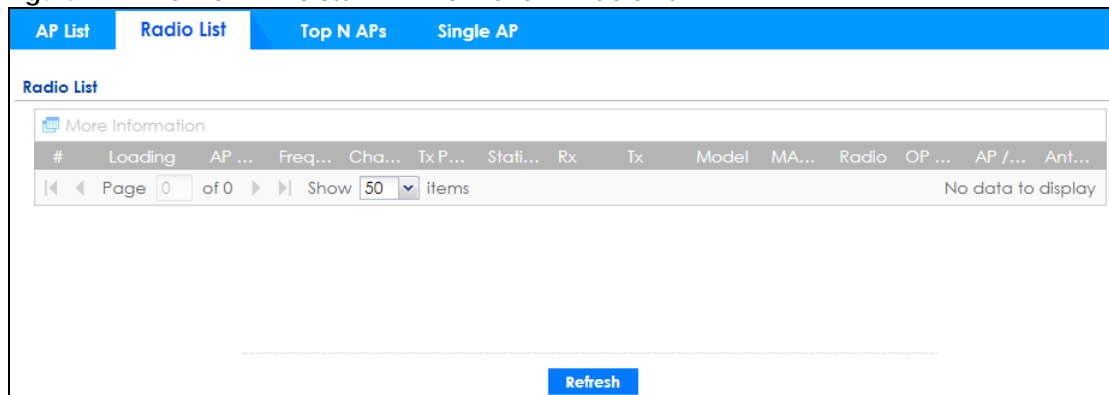 AP List Radio List Top N APs Single AP
Radio List
More Information
# Loading AP ... Freq... Cha... Tx P... Stati... Rx Tx Model MA... Radio OP ... AP /... Ant...
Page 0 of 0 Show 50 items No data to display
Refresh